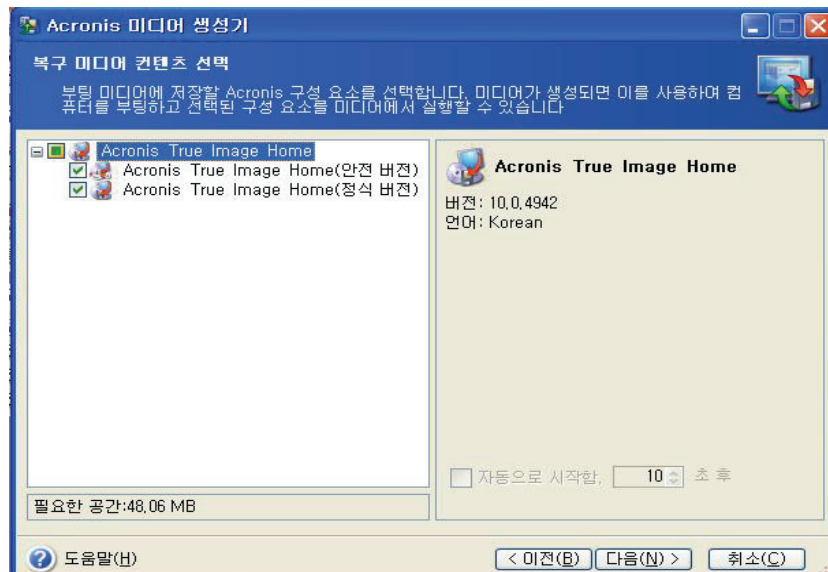 Acronis 미디어 생성기
복구 미디어 컨텐츠 선택
부팅 미디어에 저장할 Acronis 구성 요소를 선택합니다. 미디어가 생성되면 이를 사용하여 컴
퓨터를 부팅하고 선택된 구성 요소를 미디어에서 실행할 수 있습니다
Acronis True Image Home
Acronis True Image Home(안전 버전)
Acronis True Image Home(정식 버전)
필요한 공간:48,06 MB
Acronis True Image Home
버전: 10,0,4942
언어: Korean
자동으로 시작함, 10 초 후
도움말(H)
< 이전(B) 다음(N) > 취소(C)